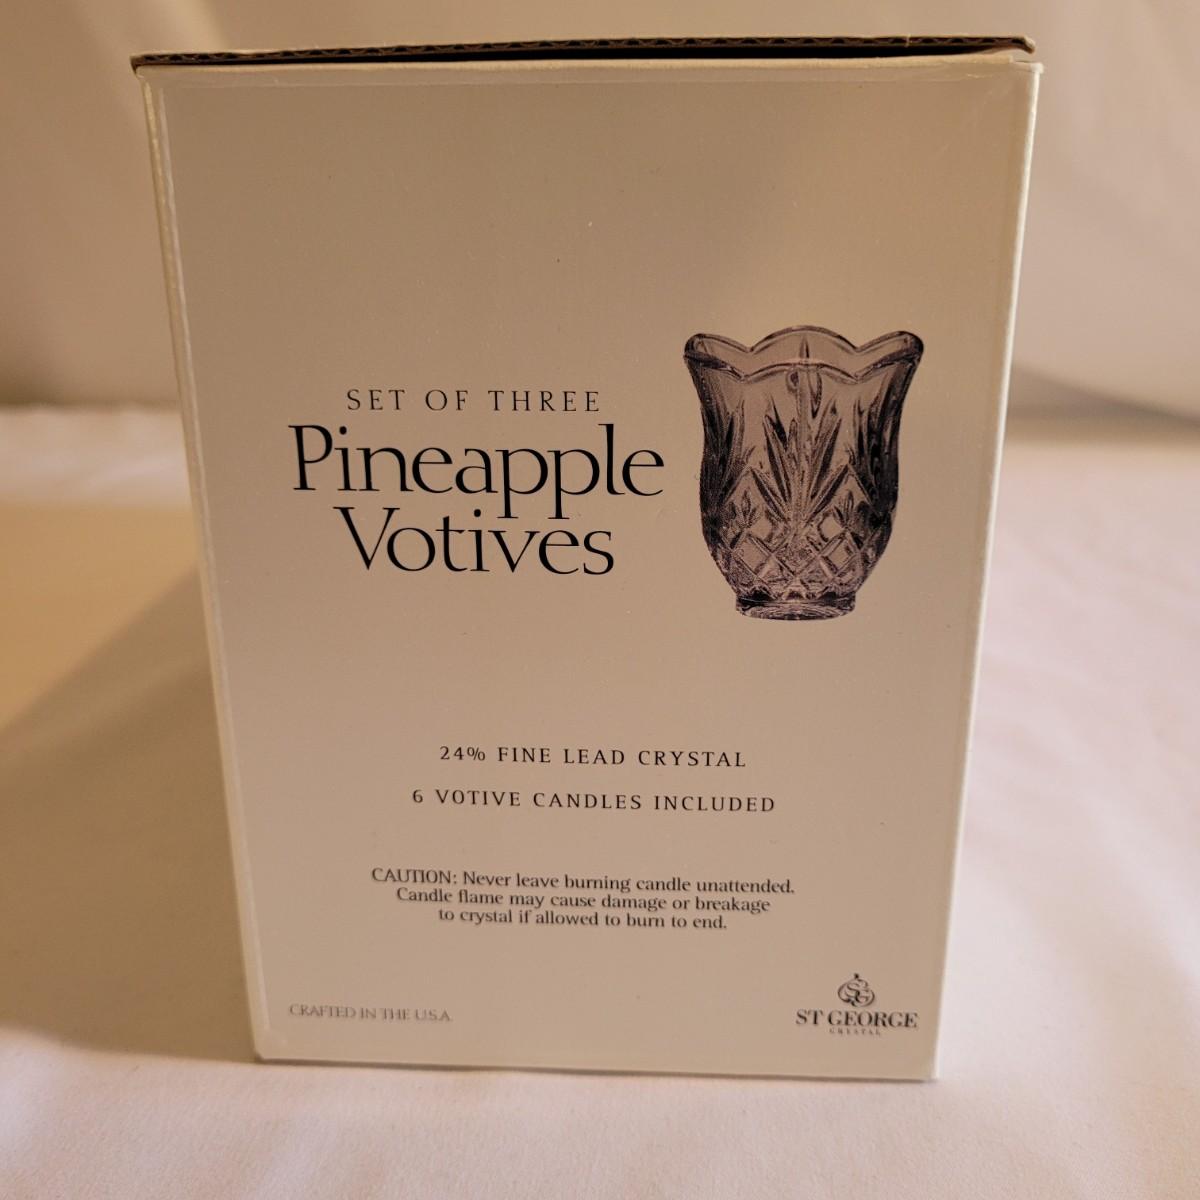 SET OF THREE
Pineapple
Votives
24% FINE LEAD CRYSTAL
6 VOTIVE CANDLES INCLUDED
CAUTION: Never leave burning candle unattended.
Candle flame may cause damage or breakage
to crystal if allowed to burn to end.
CRAFTED IN THE U.S.A.
SG
ST GEORGE
CRYSTAL